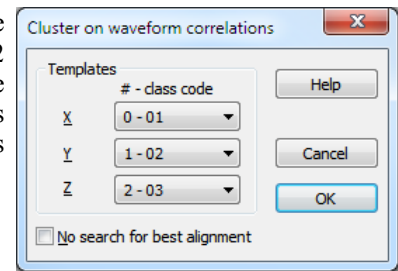 Cluster on waveform correlations
Templates
# - class code
X 0 - 01
Y 1 - 02
Z 2 - 03
No search for best alignment
Help
Cancel
OK